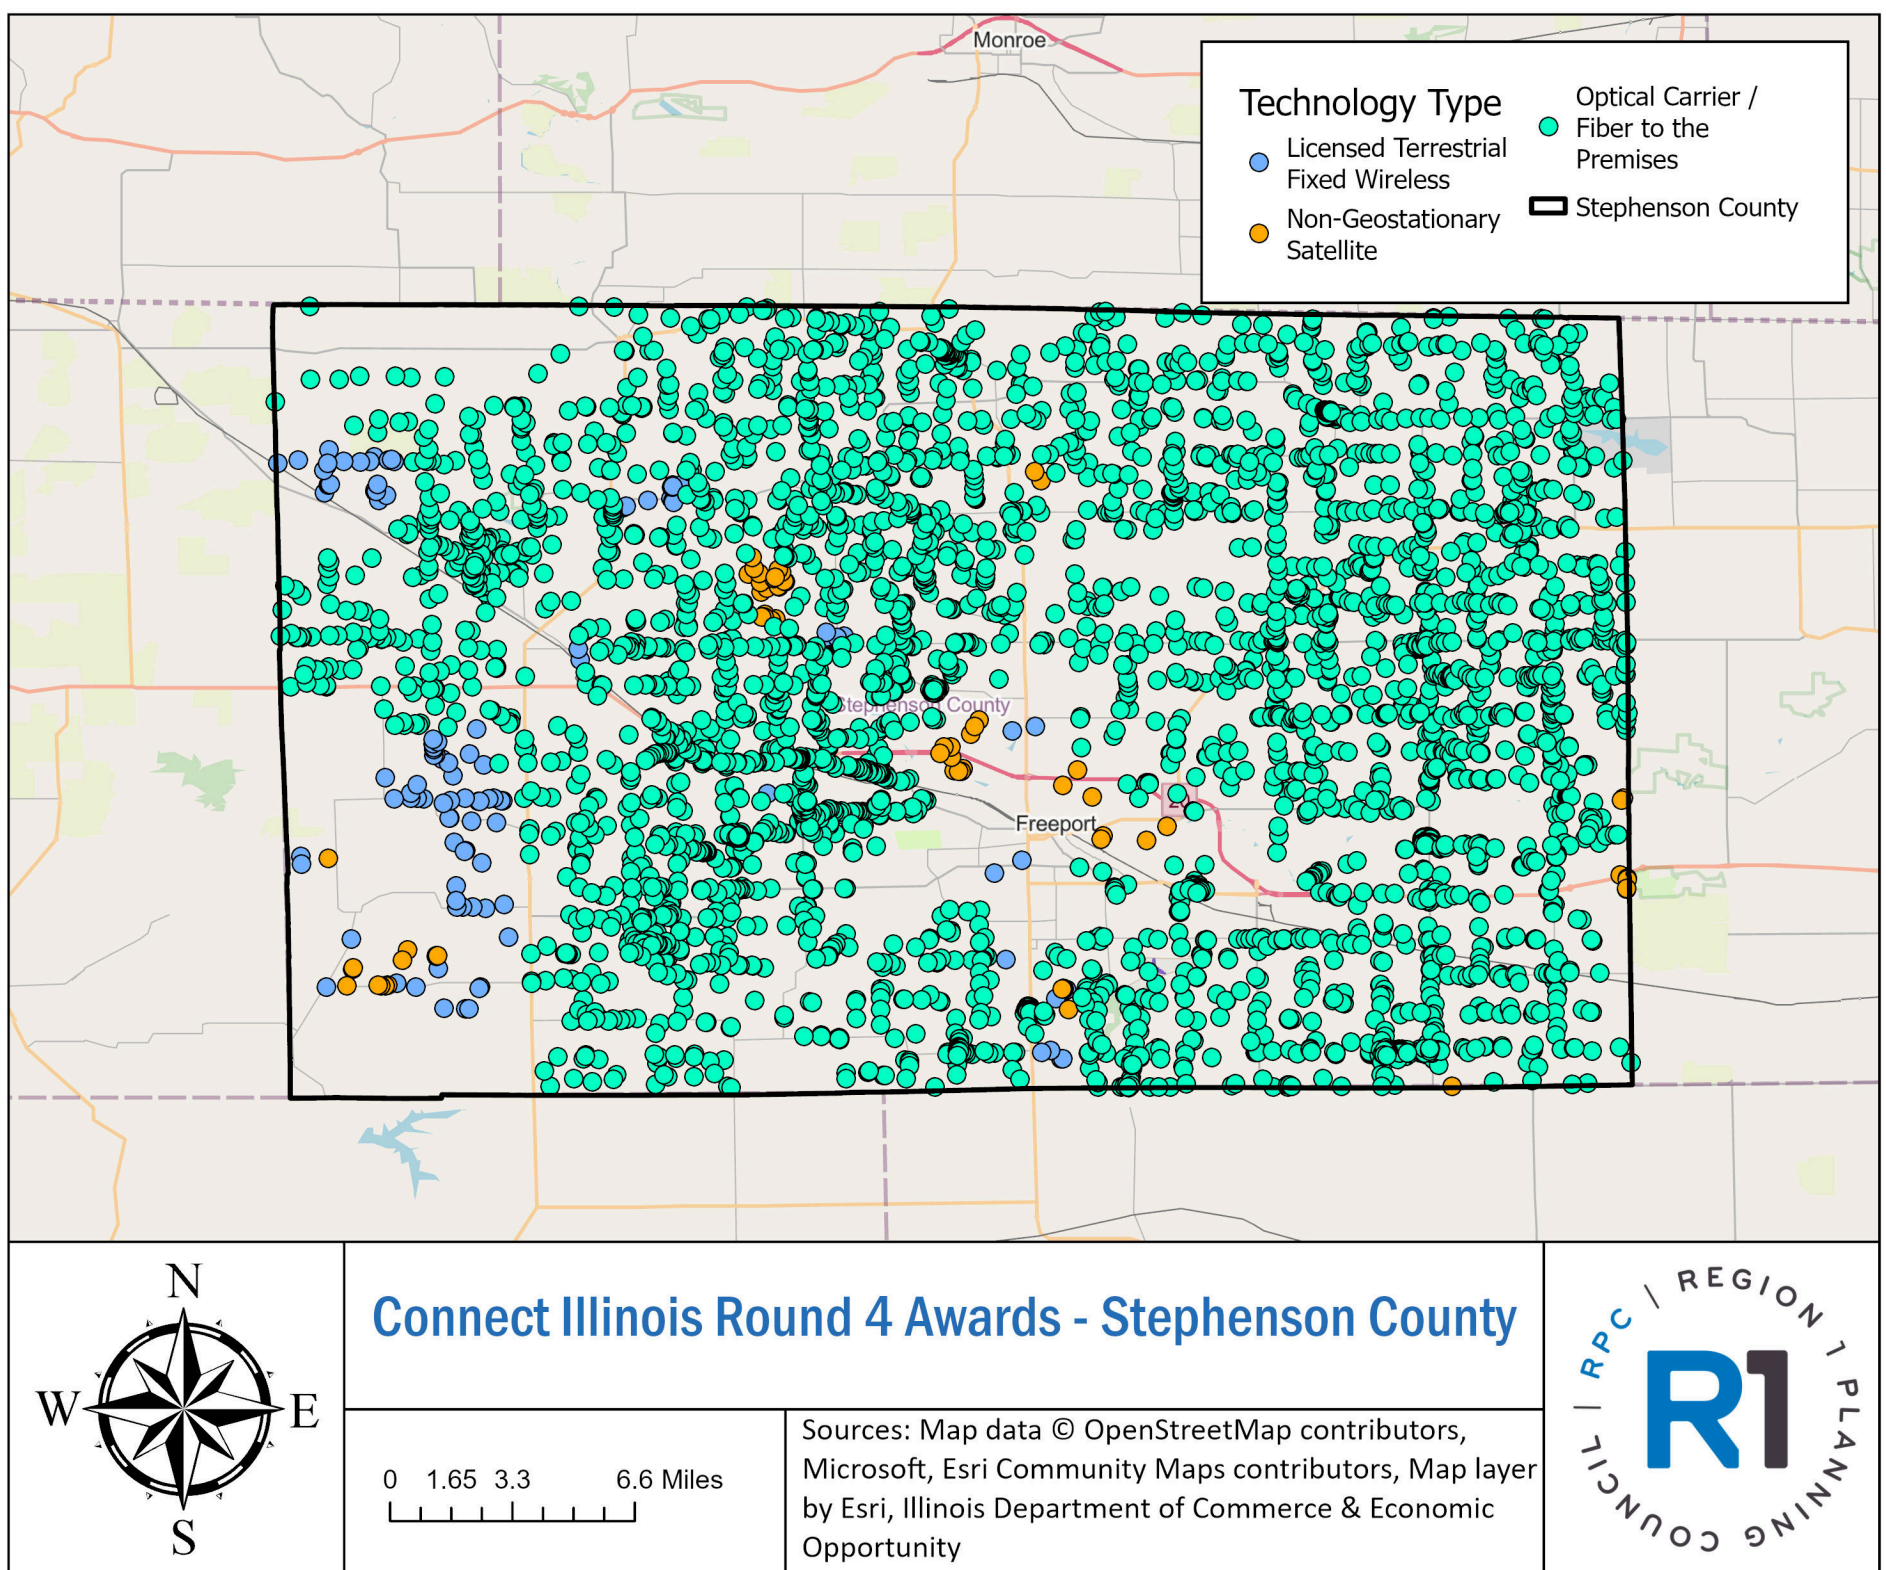 Monroe
Technology Type
Licensed Terrestrial
Fixed Wireless
Non-Geostationary
Satellite
Optical Carrier /
Fiber to the
Premises
Stephenson County
Stephenson County
20
Freeport
N
W
E
S
Connect Illinois Round 4 Awards - Stephenson County
0 1.65 3.3 6.6 Miles
Sources: Map data © OpenStreetMap contributors,
Microsoft, Esri Community Maps contributors, Map layer
by Esri, Illinois Department of Commerce & Economic
Opportunity
RPC | REGION 1 PLANNING COUNCIL |
R1